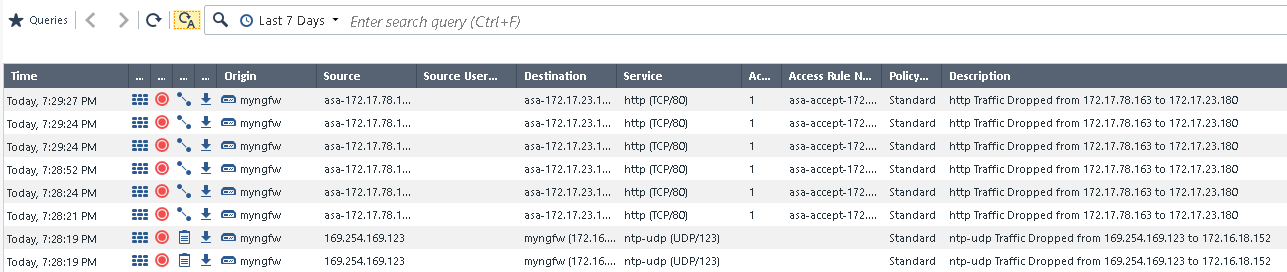 Queries Last 7 Days Enter search query (Ctrl+F)
Time ... ... ... ... Origin Source Source User... Destination Service Ac... Access Rule N... Policy... Description
Today, 7:29:27 PM myngfw asa-172.17.78.1... asa-172.17.23.1... http (TCP/80) 1 asa-accept-172.... Standard http Traffic Dropped from 172.17.78.163 to 172.17.23.180
Today, 7:29:24 PM myngfw asa-172.17.78.1... asa-172.17.23.1... http (TCP/80) 1 asa-accept-172.... Standard http Traffic Dropped from 172.17.78.163 to 172.17.23.180
Today, 7:29:24 PM myngfw asa-172.17.78.1... asa-172.17.23.1... http (TCP/80) 1 asa-accept-172.... Standard http Traffic Dropped from 172.17.78.163 to 172.17.23.180
Today, 7:28:52 PM myngfw asa-172.17.78.1... asa-172.17.23.1... http (TCP/80) 1 asa-accept-172.... Standard http Traffic Dropped from 172.17.78.163 to 172.17.23.180
Today, 7:28:24 PM myngfw asa-172.17.78.1... asa-172.17.23.1... http (TCP/80) 1 asa-accept-172.... Standard http Traffic Dropped from 172.17.78.163 to 172.17.23.180
Today, 7:28:21 PM myngfw asa-172.17.78.1... asa-172.17.23.1... http (TCP/80) 1 asa-accept-172.... Standard http Traffic Dropped from 172.17.78.163 to 172.17.23.180
Today, 7:28:19 PM myngfw 169.254.169.123 myngfw (172.16.... ntp-udp (UDP/123) Standard ntp-udp Traffic Dropped from 169.254.169.123 to 172.16.18.152
Today, 7:28:19 PM myngfw 169.254.169.123 myngfw (172.16.... ntp-udp (UDP/123) Standard ntp-udp Traffic Dropped from 169.254.169.123 to 172.16.18.152